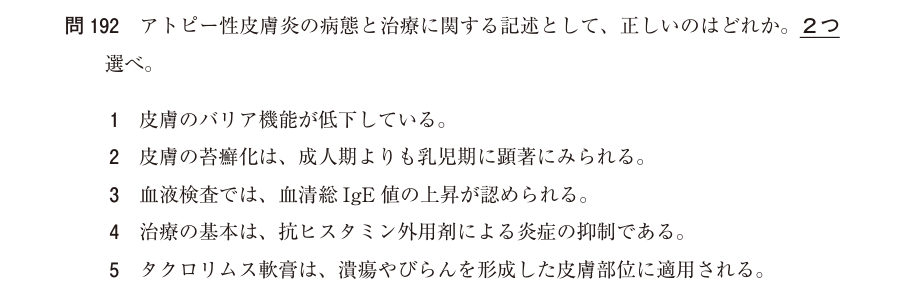 問 192　アトピー性皮膚炎の病態と治療に関する記述として、正しいのはどれか。２つ
選べ。
1　皮膚のバリア機能が低下している。
2　皮膚の苔癬化は、成人期よりも乳児期に顕著にみられる。
3　血液検査では、血清総 IgE 値の上昇が認められる。
4　治療の基本は、抗ヒスタミン外用剤による炎症の抑制である。
5　タクロリムス軟膏は、潰瘍やびらんを形成した皮膚部位に適用される。